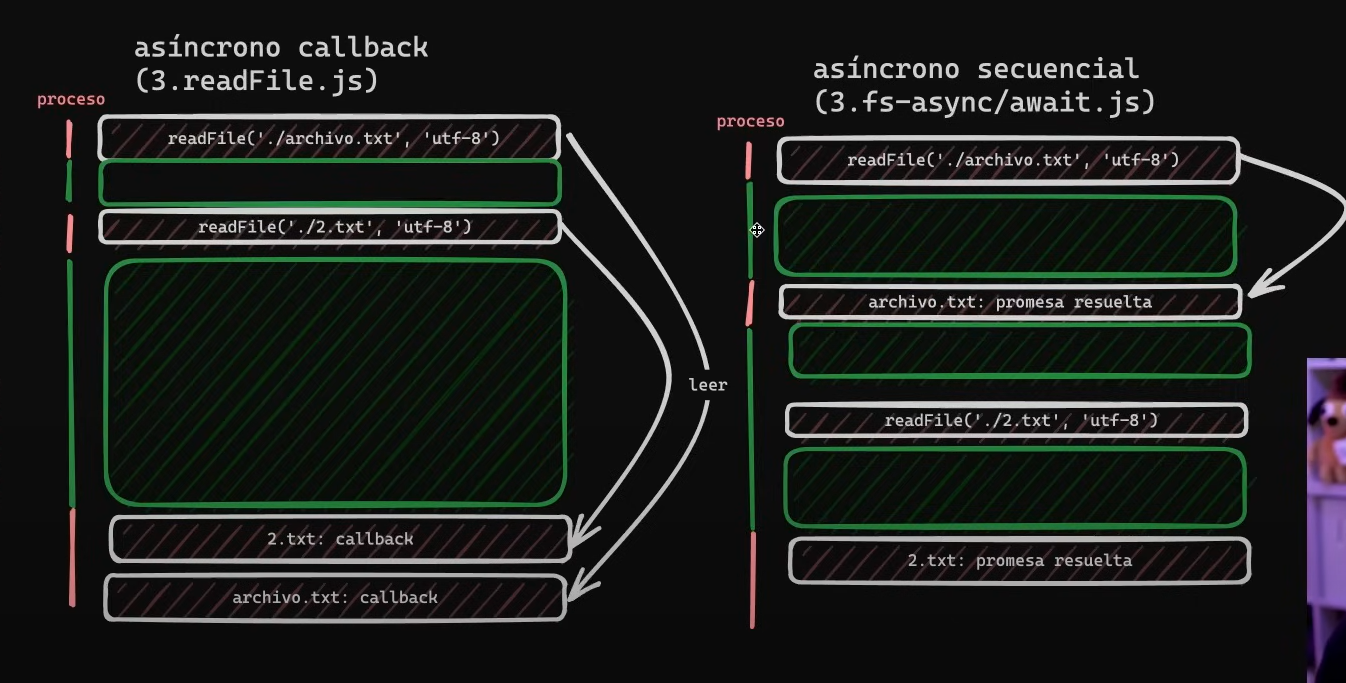 asíncrono callback
(3.readFile.js)
proceso
readFile('./archivo.txt', 'utf-8')
readFile('./2.txt', 'utf-8')
leer
2.txt: callback
archivo.txt: callback
asíncrono secuencial
(3.fs-async/await.js)
proceso
readFile('./archivo.txt', 'utf-8')
archivo.txt: promesa resuelta
readFile('./2.txt', 'utf-8')
2.txt: promesa resuelta